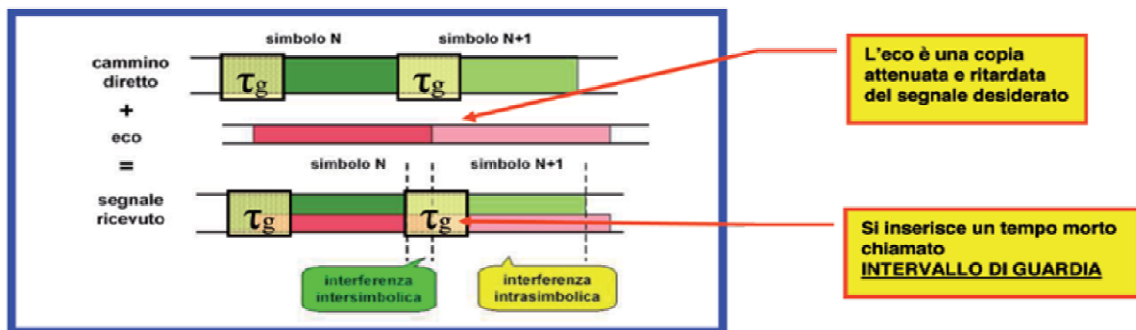 simbolo N simbolo N+1
cammino
diretto
τg τg
+
eco
=
simbolo N simbolo N+1
segnale
ricevuto
τg τg
interferenza
intersimbolica
interferenza
intrasimbolica
L'eco è una copia
attenuata e ritardata
del segnale desiderato
Si inserisce un tempo morto
chiamato
INTERVALLO DI GUARDIA